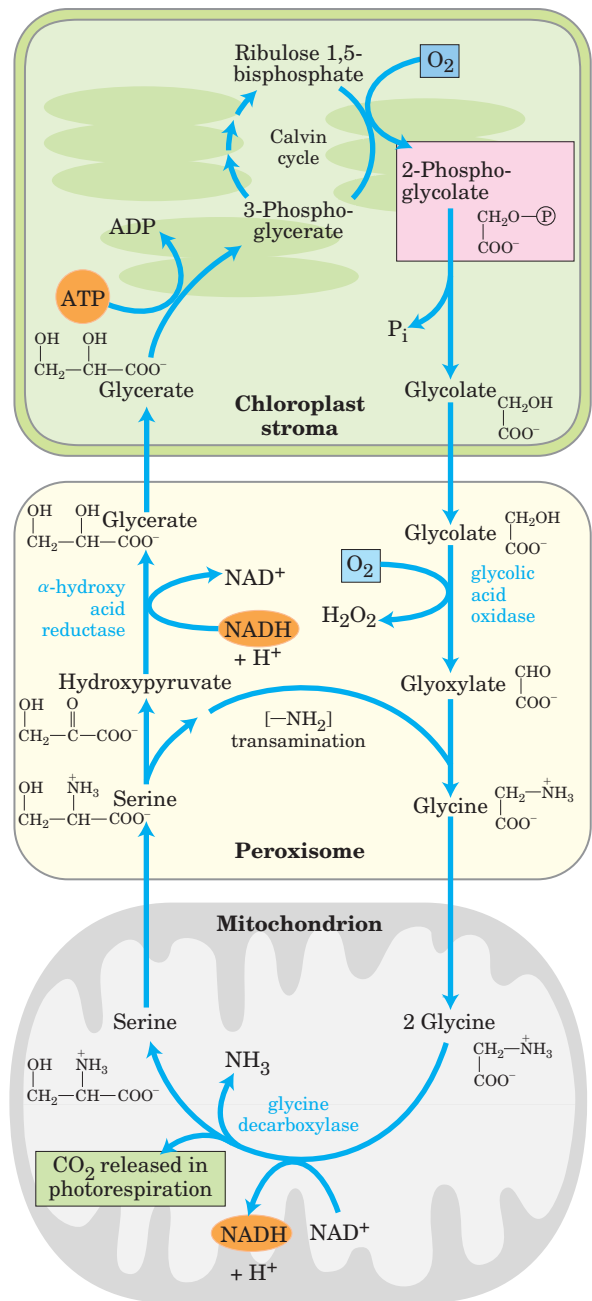 Ribulose 1,5-
bisphosphate
O₂
Calvin
cycle
2-Phospho-
glycolate
CH₂O—Ⓟ
COO⁻
3-Phospho-
glycerate
ADP
ATP
Pᵢ
OH OH
CH₂—CH—COO⁻
Glycerate
Glycolate
CH₂OH
COO⁻
Chloroplast
stroma
OH OH
CH₂—CH—COO⁻
Glycerate
Glycolate
CH₂OH
COO⁻
α-hydroxy
acid
reductase
NAD⁺
NADH
+ H⁺
O₂
H₂O₂
glycolic
acid
oxidase
Hydroxypyruvate
OH O
CH₂—C—COO⁻
Glyoxylate
CHO
COO⁻
[—NH₂]
transamination
OH ⁺NH₃
CH₂—CH—COO⁻
Serine
Glycine
CH₂—⁺NH₃
COO⁻
Peroxisome
Mitochondrion
Serine
OH ⁺NH₃
CH₂—CH—COO⁻
2 Glycine
CH₂—⁺NH₃
COO⁻
NH₃
glycine
decarboxylase
CO₂ released in
photorespiration
NADH
+ H⁺
NAD⁺